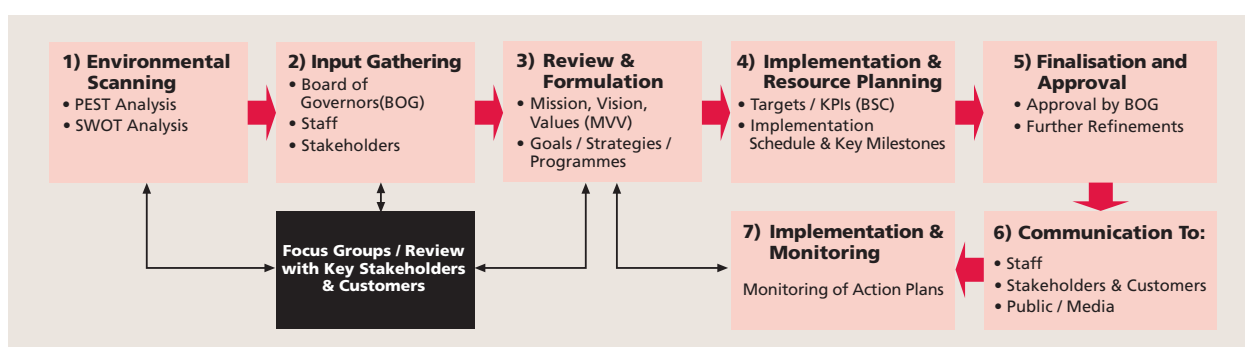 1) Environmental
Scanning
• PEST Analysis
• SWOT Analysis
2) Input Gathering
• Board of
Governors(BOG)
• Staff
• Stakeholders
3) Review &
Formulation
• Mission, Vision,
Values (MVV)
• Goals / Strategies /
Programmes
4) Implementation &
Resource Planning
• Targets / KPIs (BSC)
• Implementation
Schedule & Key Milestones
5) Finalisation and
Approval
• Approval by BOG
• Further Refinements
Focus Groups / Review
with Key Stakeholders
& Customers
7) Implementation &
Monitoring
Monitoring of Action Plans
6) Communication To:
• Staff
• Stakeholders & Customers
• Public / Media